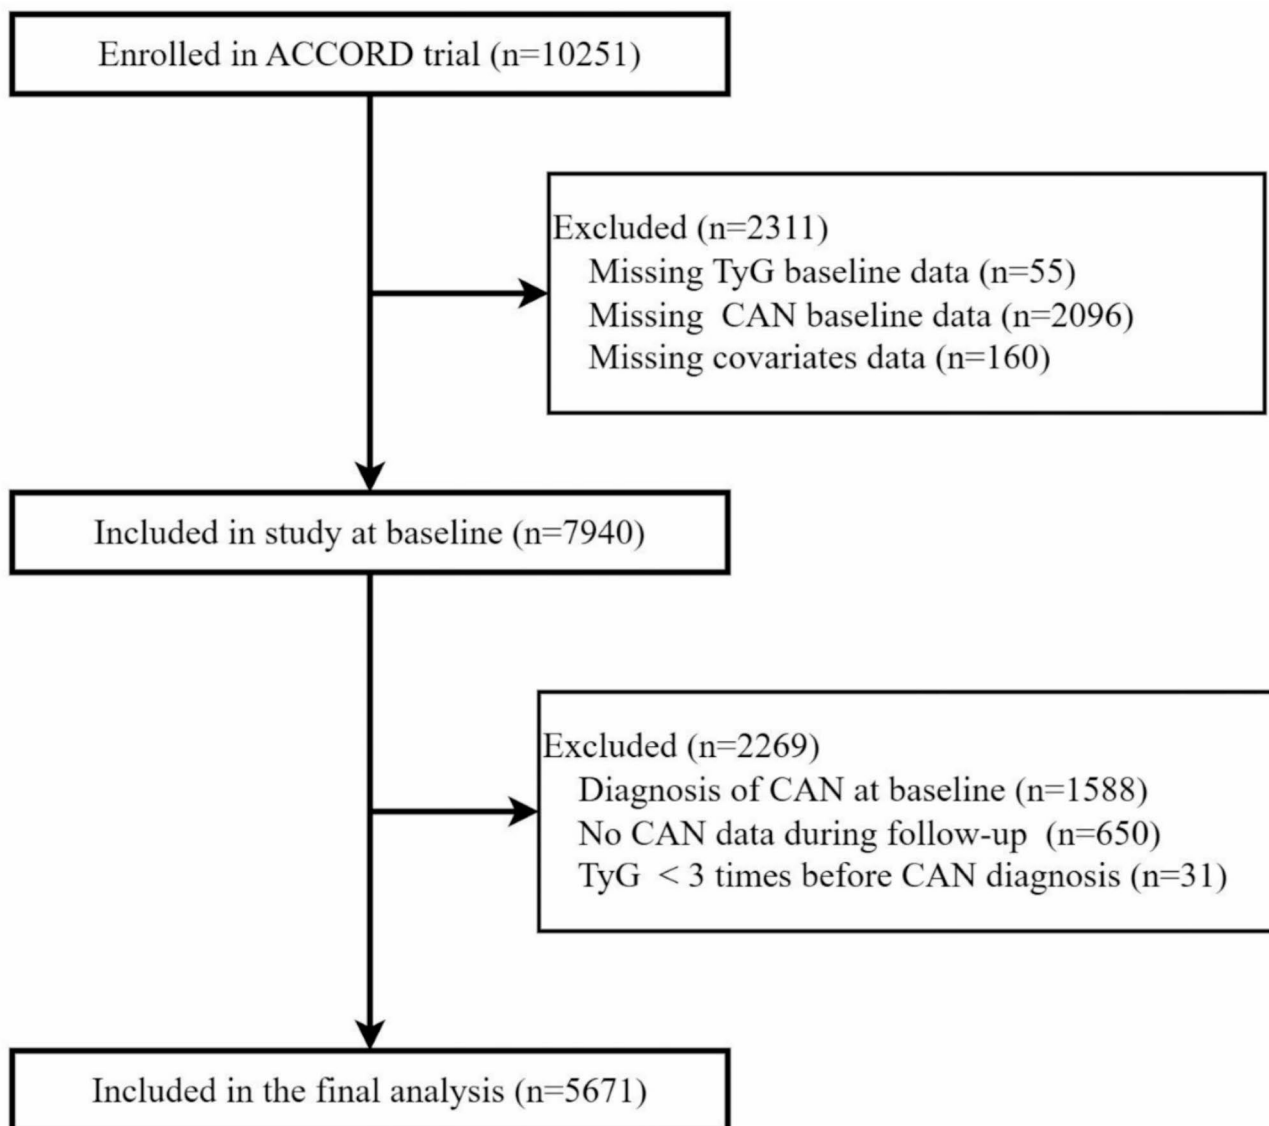 Enrolled in ACCORD trial (n=10251)
Excluded (n=2311)
Missing TyG baseline data (n=55)
Missing CAN baseline data (n=2096)
Missing covariates data (n=160)
Included in study at baseline (n=7940)
Excluded (n=2269)
Diagnosis of CAN at baseline (n=1588)
No CAN data during follow-up (n=650)
TyG < 3 times before CAN diagnosis (n=31)
Included in the final analysis (n=5671)